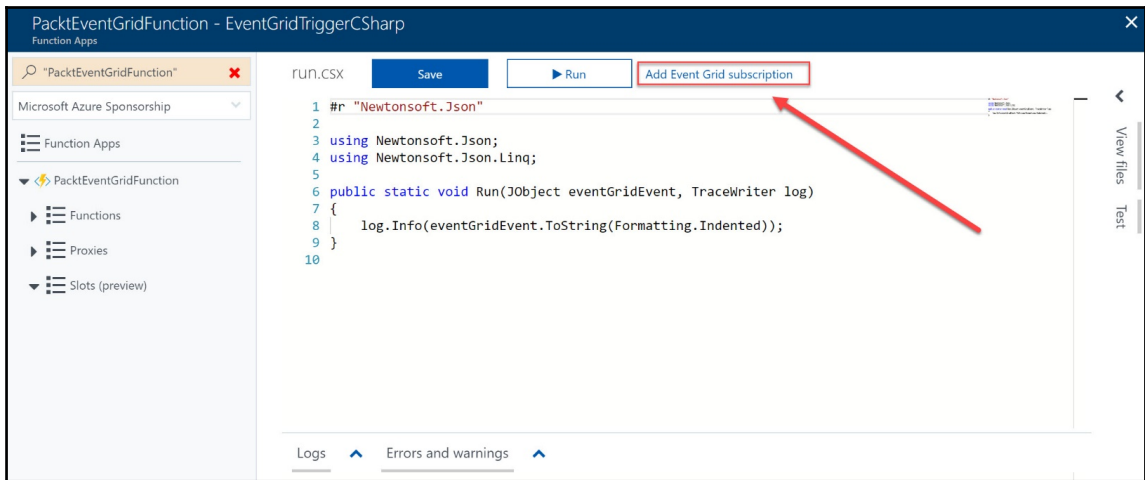 PacktEventGridFunction - EventGridTriggerCSharp
Function Apps
"PacktEventGridFunction"
Microsoft Azure Sponsorship
Function Apps
PacktEventGridFunction
Functions
Proxies
Slots (preview)
run.csx Save Run Add Event Grid subscription
1 #r "Newtonsoft.Json"
2
3 using Newtonsoft.Json;
4 using Newtonsoft.Json.Linq;
5
6 public static void Run(JObject eventGridEvent, TraceWriter log)
7 {
8     log.Info(eventGridEvent.ToString(Formatting.Indented));
9 }
10
Logs Errors and warnings
View files
Test